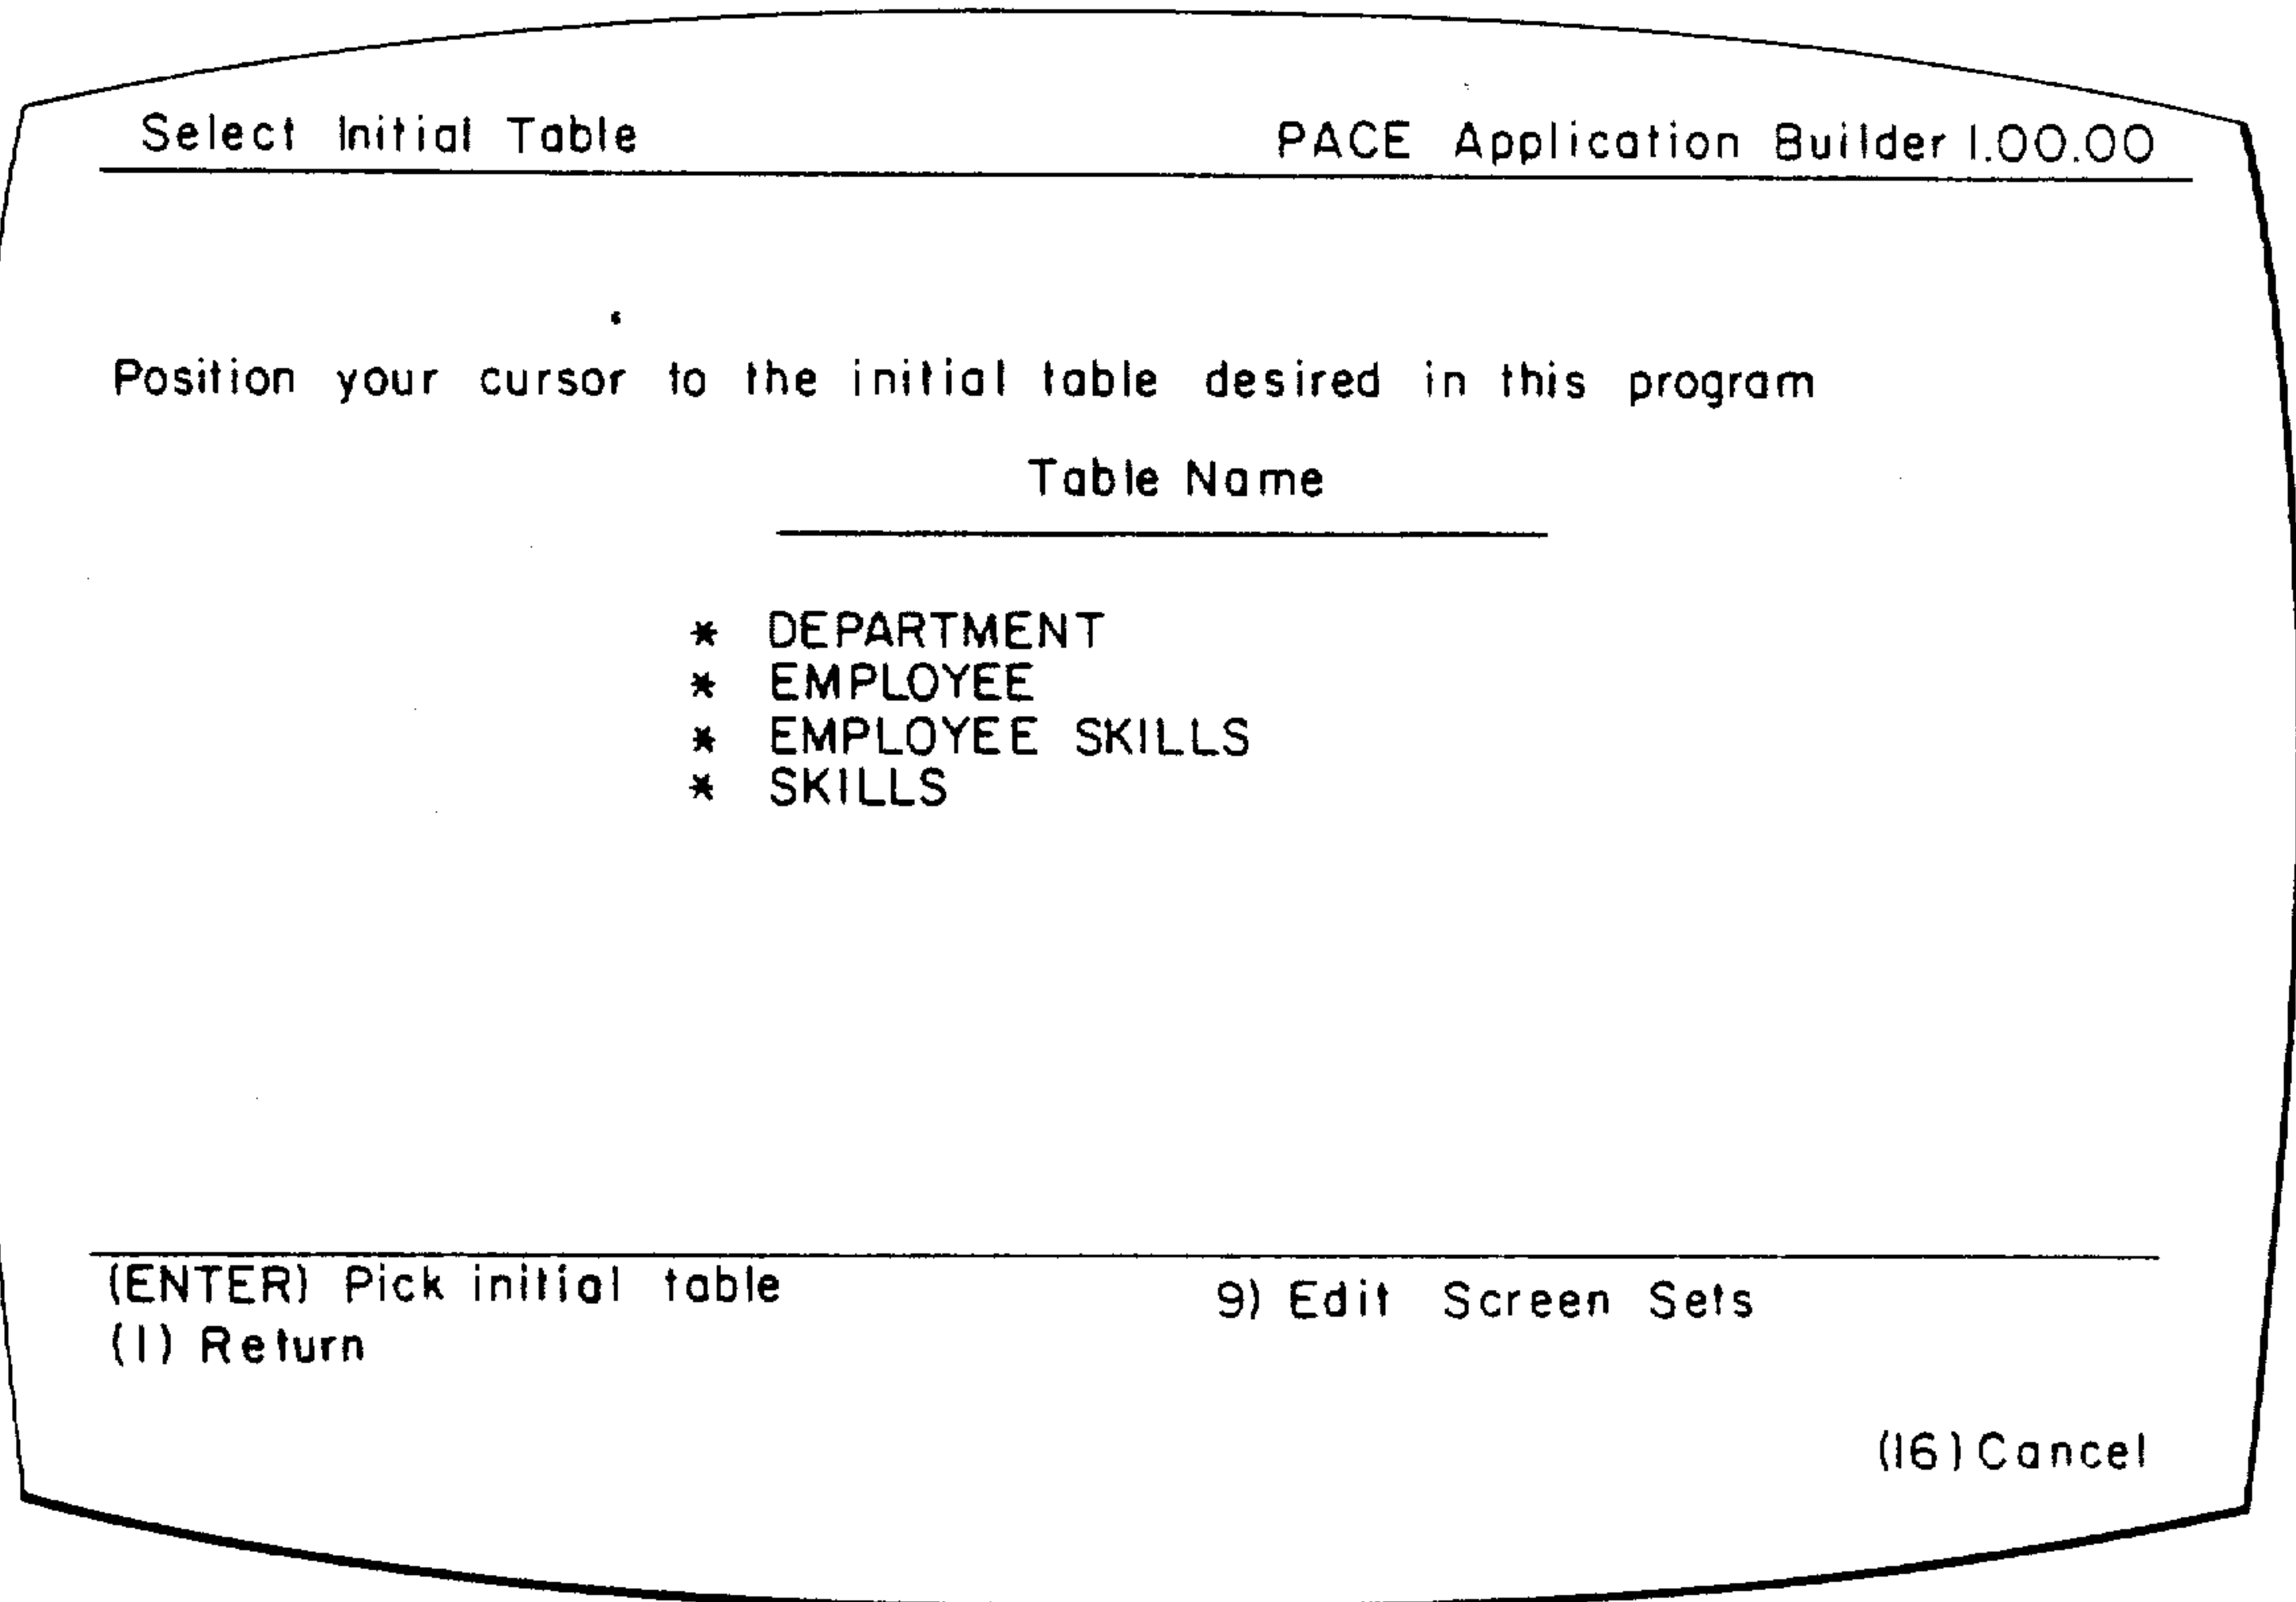 Select Initial Table PACE Application Builder 1.00.00
Position your cursor to the initial table desired in this program
Table Name
* DEPARTMENT
* EMPLOYEE
* EMPLOYEE SKILLS
* SKILLS
(ENTER) Pick initial table 9) Edit Screen Sets
(1) Return
(16) Cancel